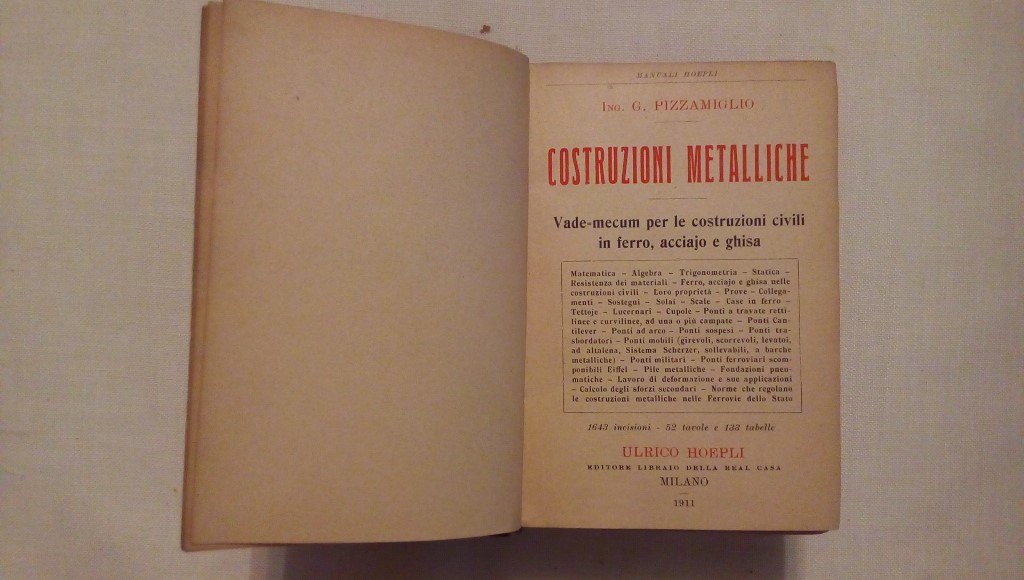 MANUALI HOEPLI
ING. G. PIZZAMIGLIO
COSTRUZIONI METALLICHE
Vade-mecum per le costruzioni civili
in ferro, acciajo e ghisa
Matematica – Algebra – Trigonometria – Statica –
Resistenza dei materiali – Ferro, acciajo e ghisa nelle
costruzioni civili – Loro proprietà – Prove – Collega-
menti – Sostegni – Solai – Scale – Case in ferro –
Tettoje – Lucernari – Cupole – Ponti a travate retti-
linee e curvilinee, ad una o più campate – Ponti Can-
tilever – Ponti ad arco – Ponti sospesi – Ponti tra-
sbordatori – Ponti mobili (girevoli, scorrevoli, levatoi,
ad altalena, Sistema Scherzer, sollevabili, a barche
metalliche) – Ponti militari – Ponti ferroviari scom-
ponibili Eiffel – Pile metalliche – Fondazioni pneu-
matiche – Lavoro di deformazione e sue applicazioni
– Calcolo degli sforzi secondari – Norme che regolano
le costruzioni metalliche nelle Ferrovie dello Stato
1643 incisioni - 52 tavole e 133 tabelle
ULRICO HOEPLI
EDITORE LIBRAIO DELLA REAL CASA
MILANO
1911